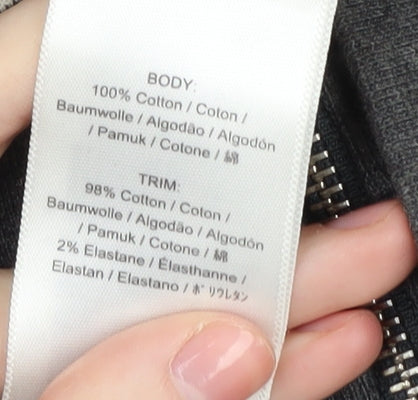 BODY:
100% Cotton / Coton /
Baumwolle / Algodão / Algodón
/ Pamuk / Cotone / 綿
TRIM:
98% Cotton / Coton /
Baumwolle / Algodão / Algodón
/ Pamuk / Cotone / 綿
2% Elastane / Élasthanne /
Elastan / Elastano / ﾎﾟﾘｳﾚﾀﾝ